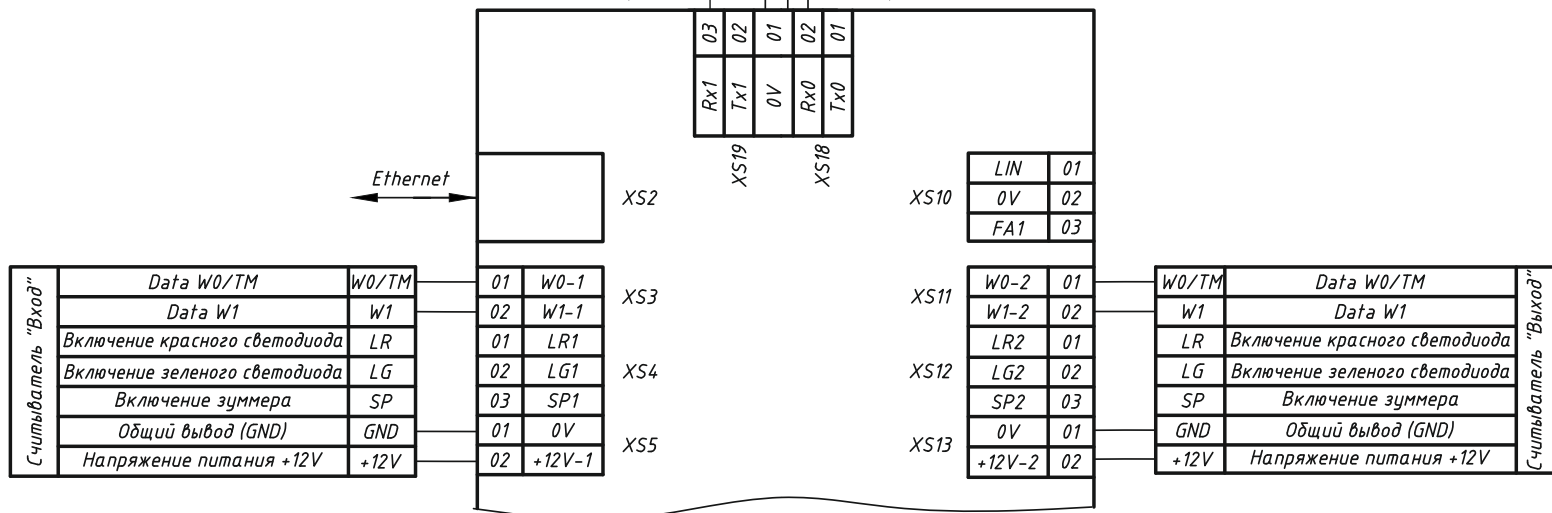 03 02 01 02 01
Rx1 Tx1 0V Rx0 Tx0
XS19 XS18
Ethernet
XS2
XS10
LIN 01
0V 02
FA1 03
Считыватель "Вход"
Data W0/TM W0/TM 01 W0-1
Data W1 W1 02 W1-1
Включение красного светодиода LR 01 LR1
Включение зеленого светодиода LG 02 LG1
Включение зуммера SP 03 SP1
Общий вывод (GND) GND 01 0V
Напряжение питания +12V +12V 02 +12V-1
XS3
XS4
XS5
XS11
XS12
XS13
W0-2 01 W0/TM Data W0/TM
W1-2 02 W1 Data W1
LR2 01 LR Включение красного светодиода
LG2 02 LG Включение зеленого светодиода
SP2 03 SP Включение зуммера
0V 01 GND Общий вывод (GND)
+12V-2 02 +12V Напряжение питания +12V
Считыватель "Выход"